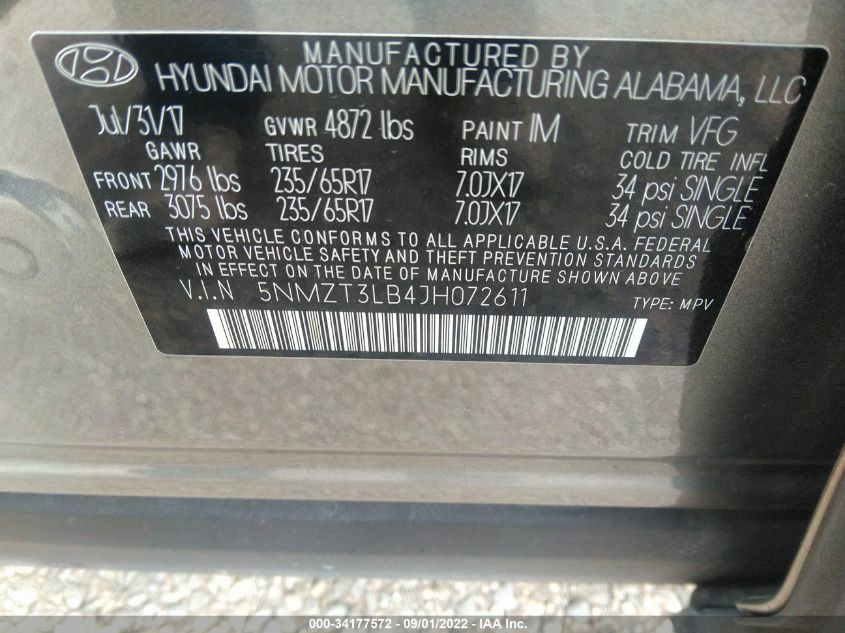 MANUFACTURED BY
HYUNDAI MOTOR MANUFACTURING ALABAMA, LLC
Jul/31/17 GVWR 4872 lbs PAINT IM TRIM VFG
GAWR TIRES RIMS COLD TIRE INFL
FRONT 2976 lbs 235/65R17 7.0JX17 34 psi SINGLE
REAR 3075 lbs 235/65R17 7.0JX17 34 psi SINGLE
THIS VEHICLE CONFORMS TO ALL APPLICABLE U.S.A. FEDERAL
MOTOR VEHICLE SAFETY AND THEFT PREVENTION STANDARDS
IN EFFECT ON THE DATE OF MANUFACTURE SHOWN ABOVE
V.I.N 5NMZT3LB4JH072611 TYPE: MPV
000-34177572 - 09/01/2022 - IAAI.COM